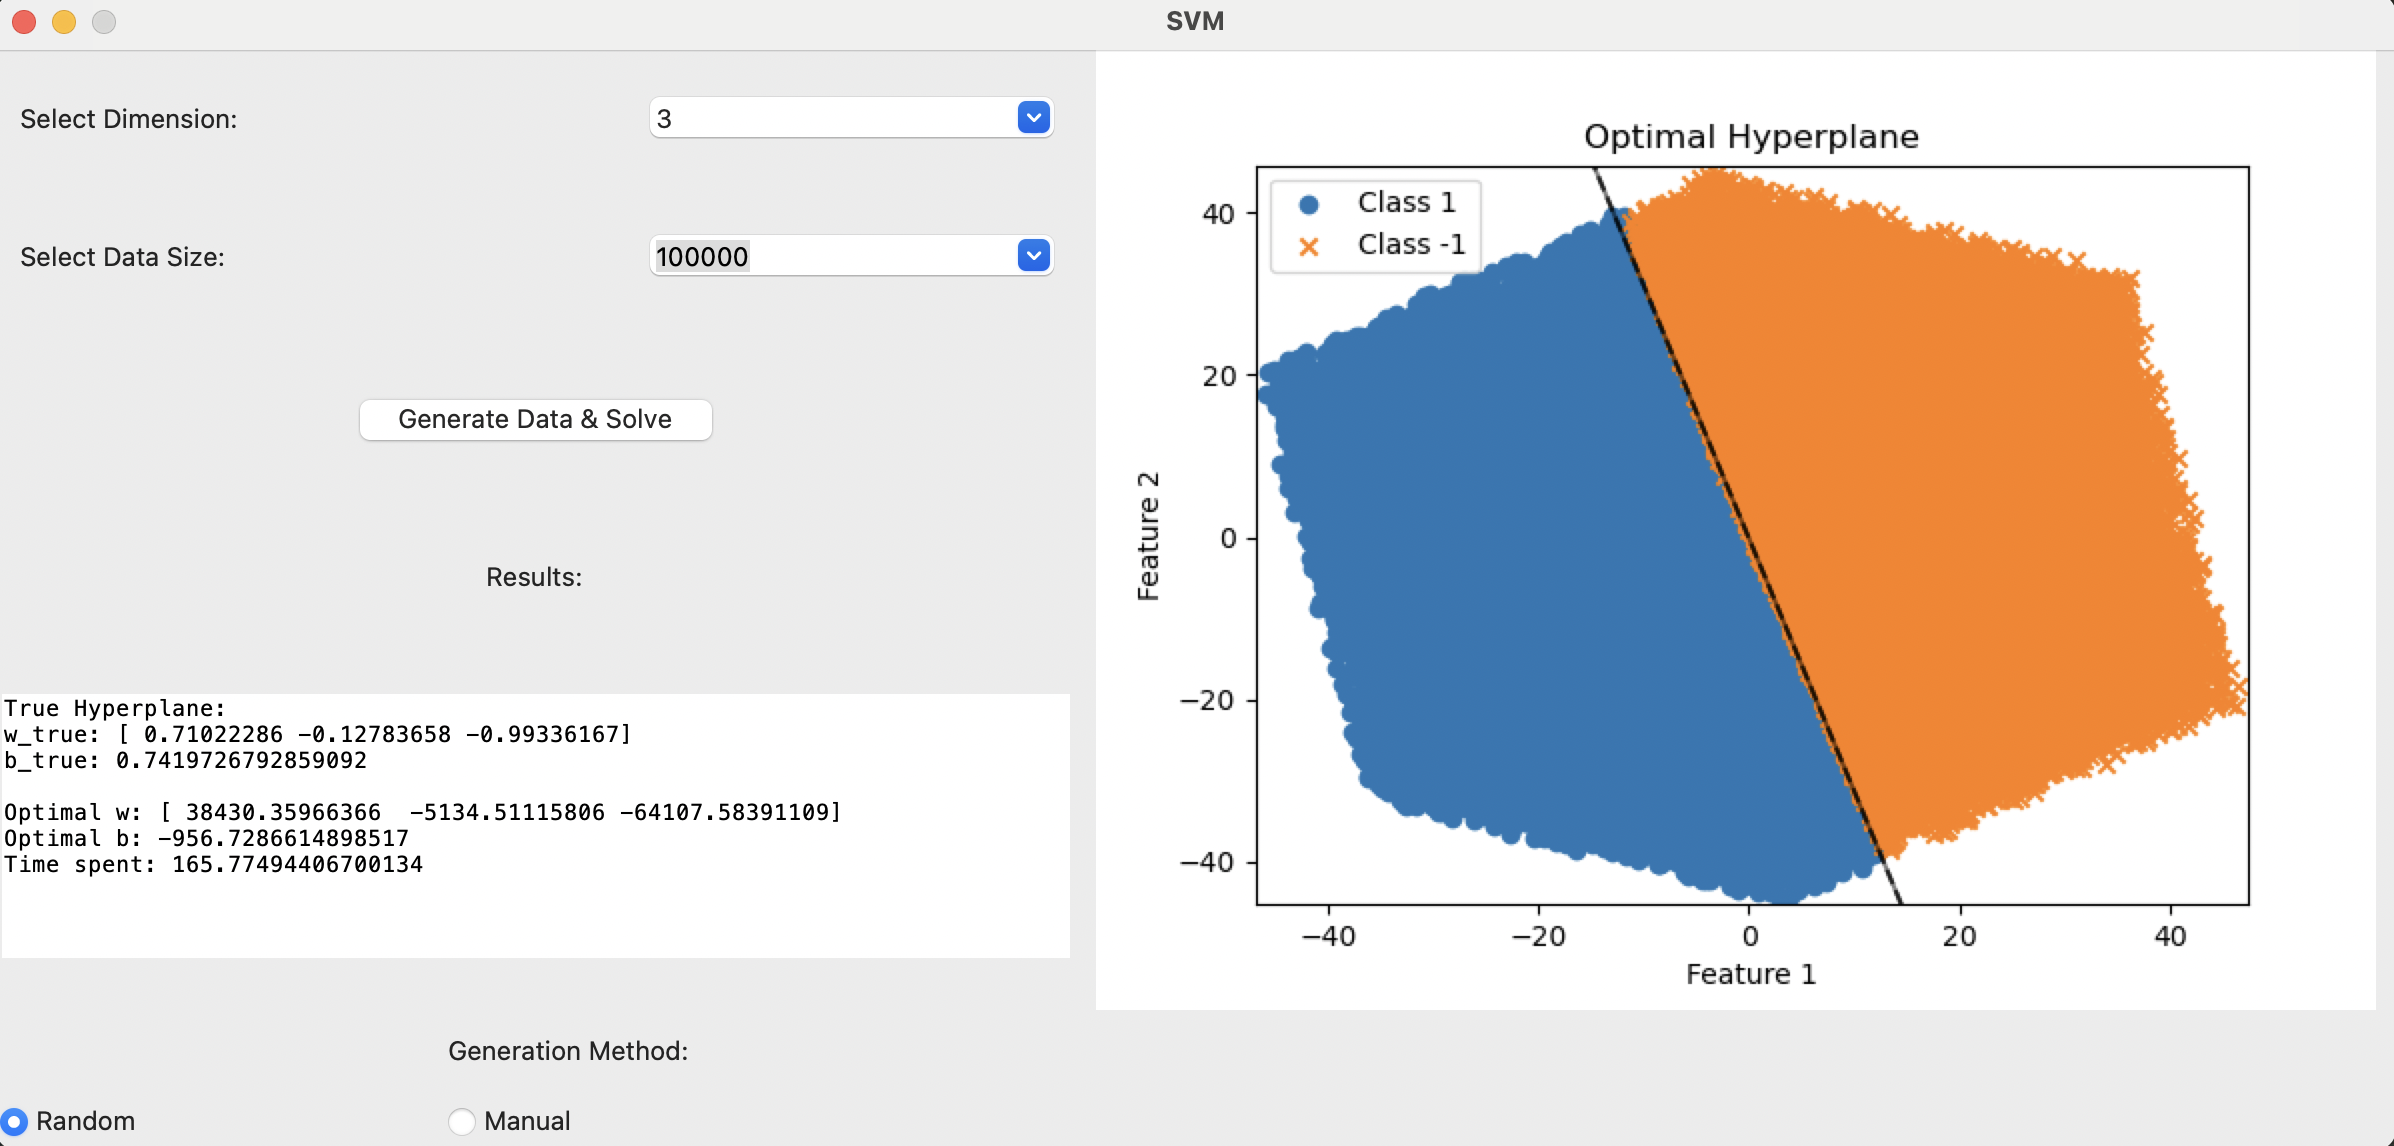 SVM
Select Dimension:
3
Select Data Size:
100000
Generate Data & Solve
Results:
True Hyperplane:
w_true: [ 0.71022286 -0.12783658 -0.99336167]
b_true: 0.7419726792859092
Optimal w: [ 38430.35966366  -5134.51115806 -64107.58391109]
Optimal b: -956.7286614898517
Time spent: 165.77494406700134
Generation Method:
Random
Manual
Optimal Hyperplane
Class 1
Class -1
40
20
0
−20
−40
Feature 2
−40
−20
0
20
40
Feature 1